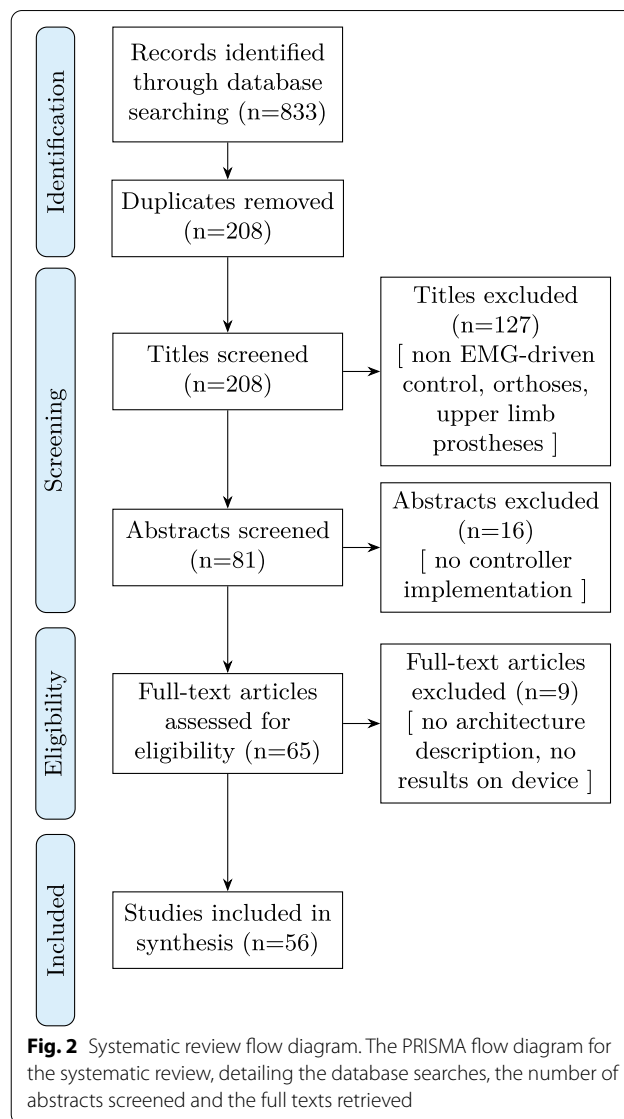 Identification
Records identified
through database
searching (n=833)
Duplicates removed
(n=208)
Screening
Titles screened
(n=208)
Titles excluded
(n=127)
[ non EMG-driven
control, orthoses,
upper limb
prostheses ]
Abstracts screened
(n=81)
Abstracts excluded
(n=16)
[ no controller
implementation ]
Eligibility
Full-text articles
assessed for
eligibility (n=65)
Full-text articles
excluded (n=9)
[ no architecture
description, no
results on device ]
Included
Studies included in
synthesis (n=56)
Fig. 2 Systematic review flow diagram. The PRISMA flow diagram for
the systematic review, detailing the database searches, the number of
abstracts screened and the full texts retrieved